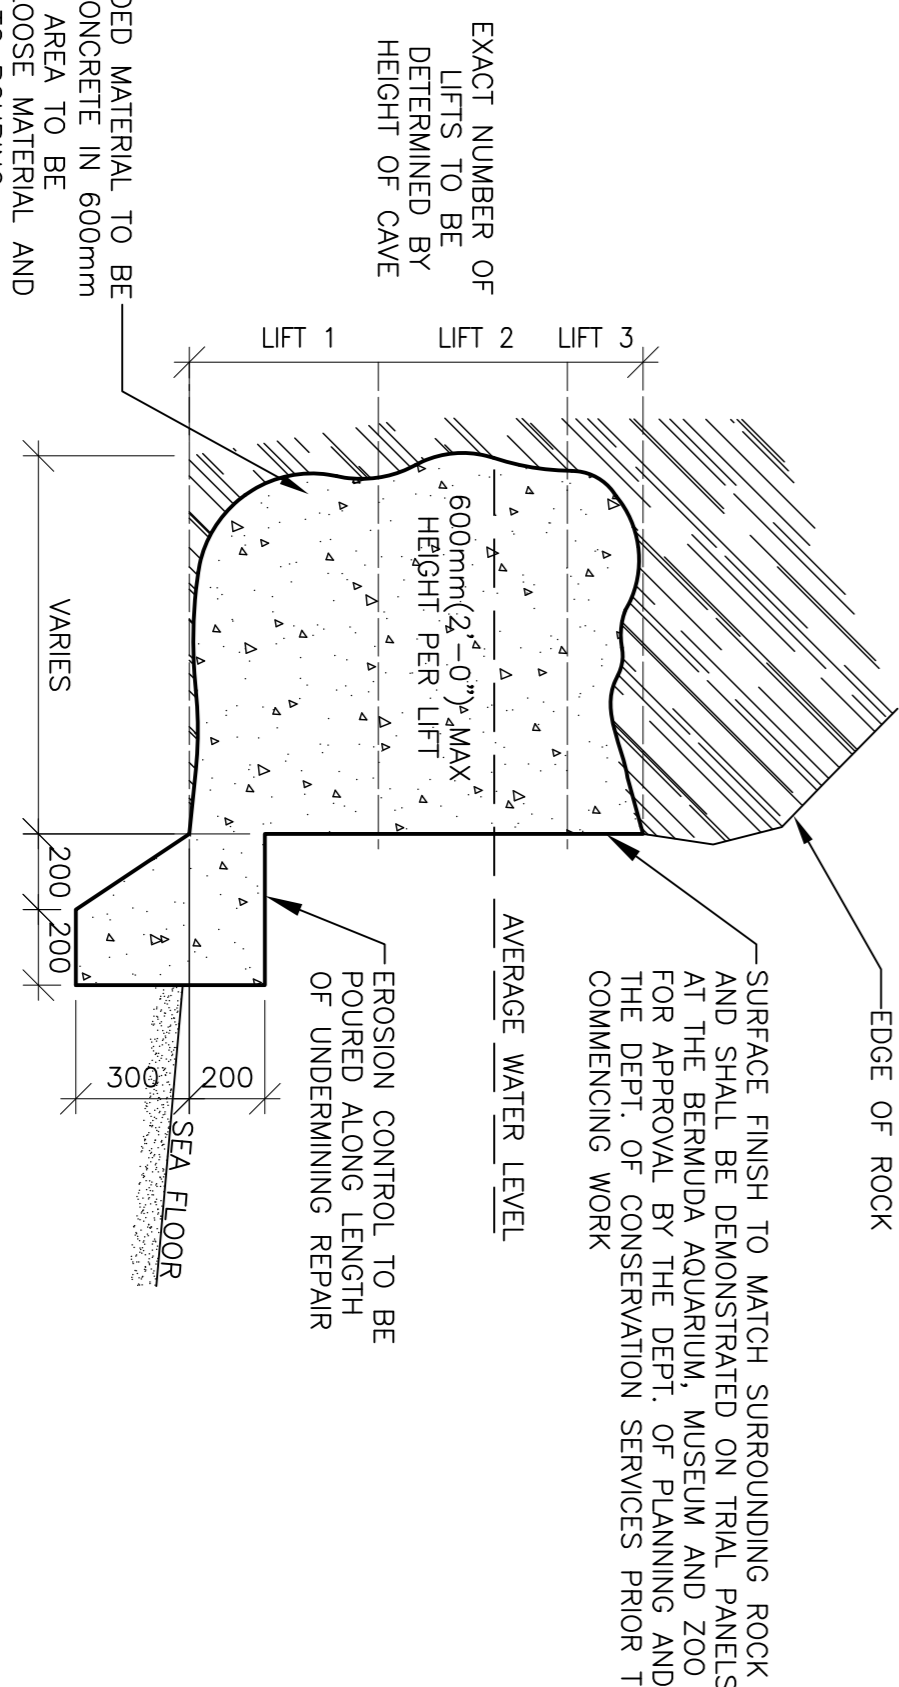 EDGE OF ROCK
SURFACE FINISH TO MATCH SURROUNDING ROCK
AND SHALL BE DEMONSTRATED ON TRIAL PANELS
AT THE BERMUDA AQUARIUM, MUSEUM AND ZOO
FOR APPROVAL BY THE DEPT. OF PLANNING AND
THE DEPT. OF CONSERVATION SERVICES PRIOR T
COMMENCING WORK
EXACT NUMBER OF
LIFTS TO BE
DETERMINED BY
HEIGHT OF CAVE
LIFT 3
LIFT 2
LIFT 1
600mm(2'-0") MAX
HEIGHT PER LIFT
AVERAGE WATER LEVEL
EROSION CONTROL TO BE
POURED ALONG LENGTH
OF UNDERMINING REPAIR
200
300
SEA FLOOR
DED MATERIAL TO BE
ONCRETE IN 600mm
AREA TO BE
OOSE MATERIAL AND
VARIES
200
200